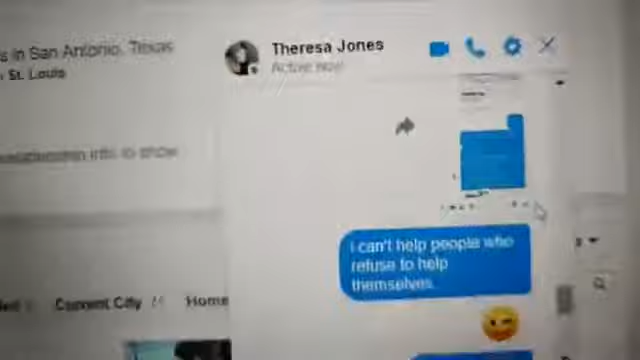 s in San Antonio, Texas
St. Louis
info to show
Current City
Home
Theresa Jones
Active now
I can't help people who
refuse to help
themselves.